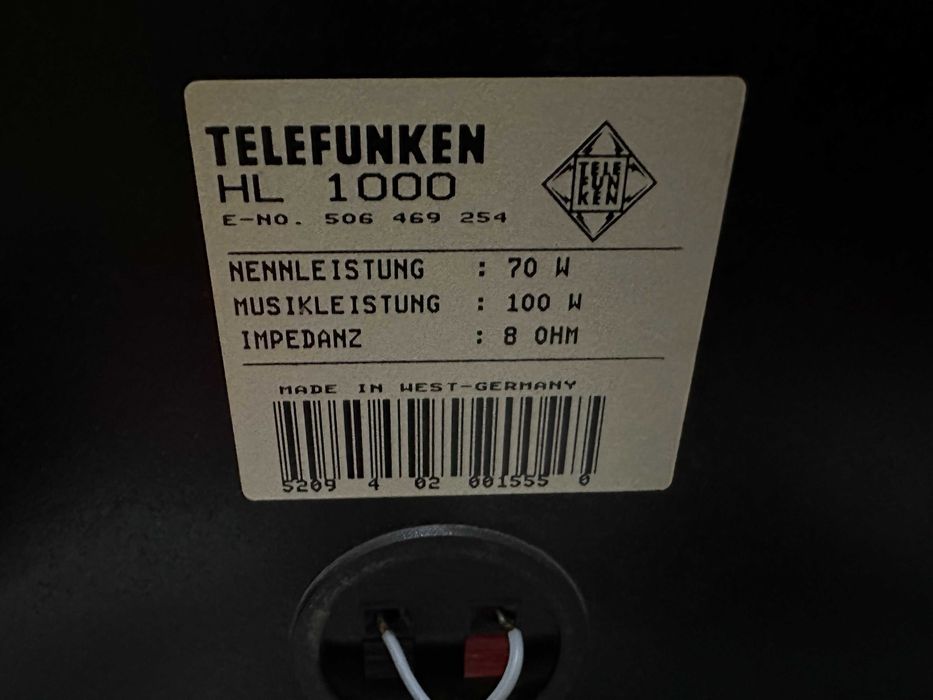 TELEFUNKEN
HL 1000
E-NO. 506 469 254
TELE
FUN
KEN
NENNLEISTUNG : 70 W
MUSIKLEISTUNG : 100 W
IMPEDANZ : 8 OHM
MADE IN WEST-GERMANY
5209 4 02 001555 0